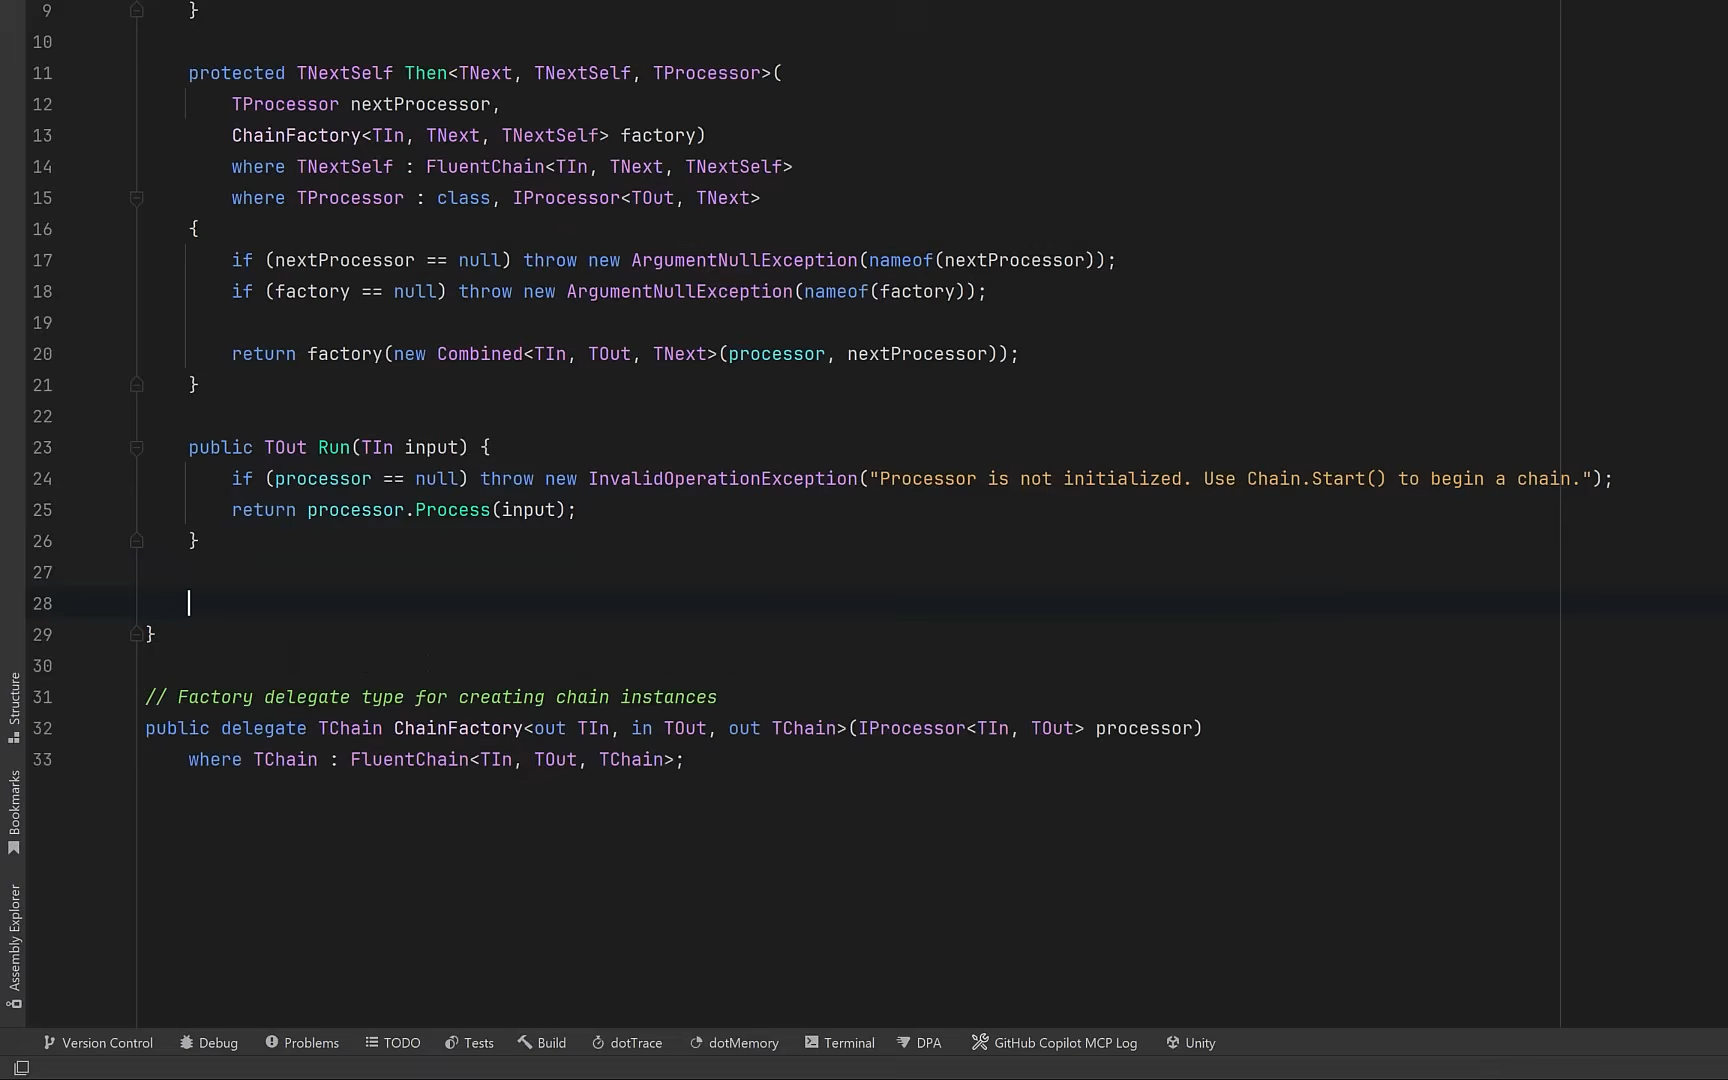 9 }
10
11 protected TNextSelf Then<TNext, TNextSelf, TProcessor>(
12 TProcessor nextProcessor,
13 ChainFactory<TIn, TNext, TNextSelf> factory)
14 where TNextSelf : FluentChain<TIn, TNext, TNextSelf>
15 where TProcessor : class, IProcessor<TOut, TNext>
16 {
17 if (nextProcessor == null) throw new ArgumentNullException(nameof(nextProcessor));
18 if (factory == null) throw new ArgumentNullException(nameof(factory));
19
20 return factory(new Combined<TIn, TOut, TNext>(processor, nextProcessor));
21 }
22
23 public TOut Run(TIn input) {
24 if (processor == null) throw new InvalidOperationException("Processor is not initialized. Use Chain.Start() to begin a chain.");
25 return processor.Process(input);
26 }
27
28
29 }
30
31 // Factory delegate type for creating chain instances
32 public delegate TChain ChainFactory<out TIn, in TOut, out TChain>(IProcessor<TIn, TOut> processor)
33 where TChain : FluentChain<TIn, TOut, TChain>;
Structure
Bookmarks
Assembly Explorer
Version Control Debug Problems TODO Tests Build dotTrace dotMemory Terminal DPA GitHub Copilot MCP Log Unity